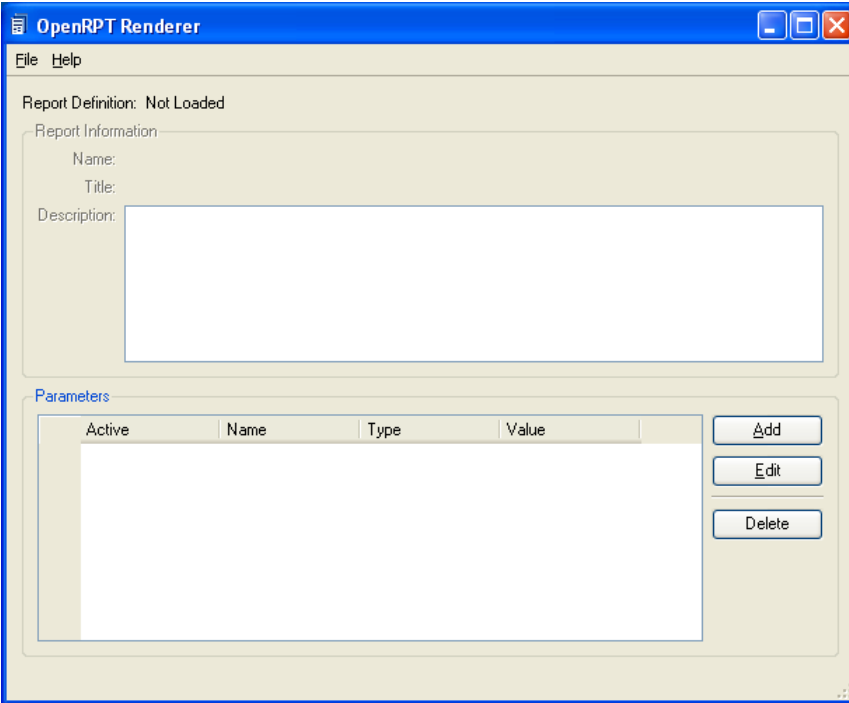 OpenRPT Renderer
File Help
Report Definition: Not Loaded
Report Information
Name:
Title:
Description:
Parameters
Active Name Type Value
Add
Edit
Delete